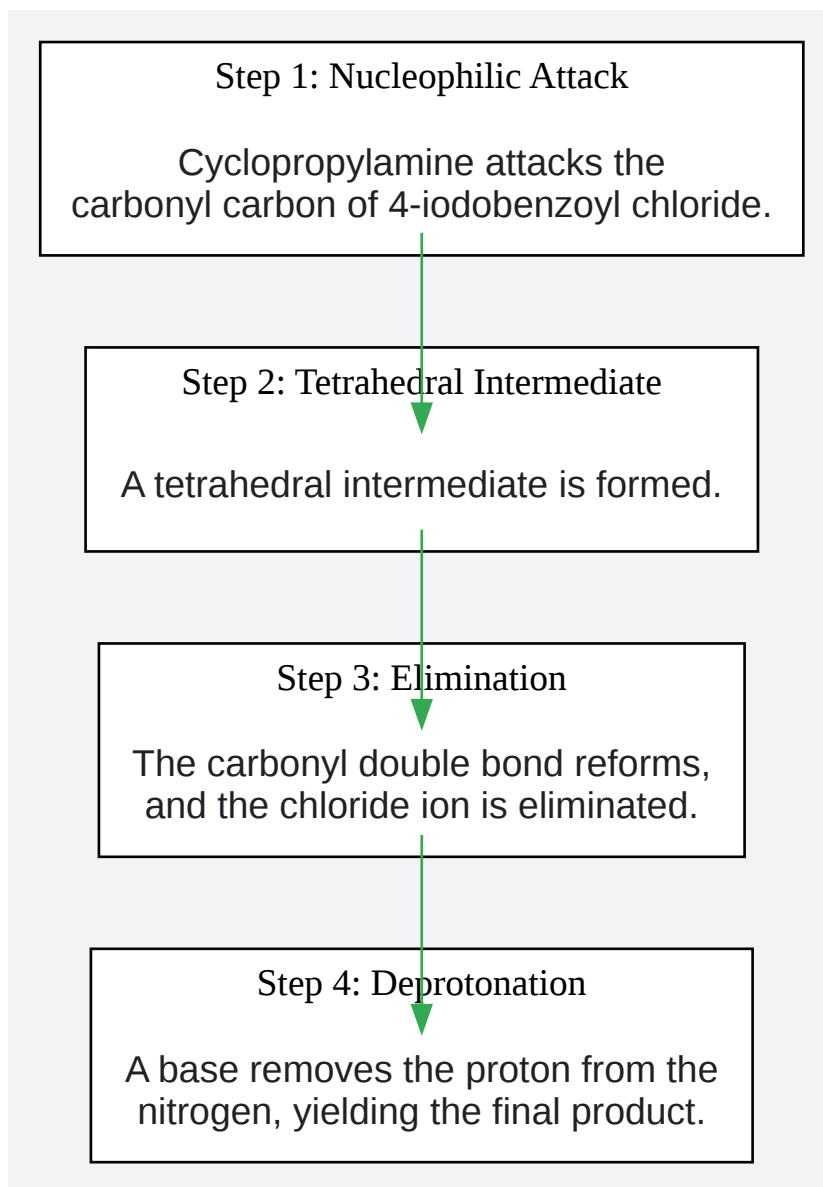 Step 1: Nucleophilic Attack
Cyclopropylamine attacks the
carbonyl carbon of 4-iodobenzoyl chloride.
Step 2: Tetrahedral Intermediate
A tetrahedral intermediate is formed.
Step 3: Elimination
The carbonyl double bond reforms,
and the chloride ion is eliminated.
Step 4: Deprotonation
A base removes the proton from the
nitrogen, yielding the final product.